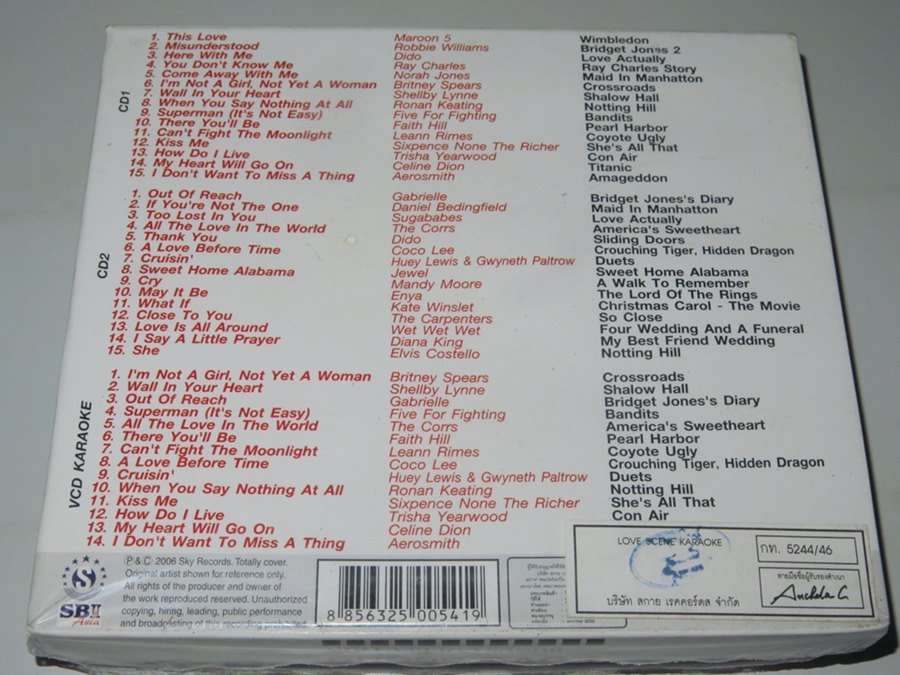 CD1
1. This Love Maroon 5 Wimbledon
2. Misunderstood Robbie Williams Bridget Jones 2
3. Here With Me Dido Love Actually
4. You Don't Know Me Ray Charles Ray Charles Story
5. Come Away With Me Norah Jones Maid In Manhatton
6. I'm Not A Girl, Not Yet A Woman Britney Spears Crossroads
7. Wall In Your Heart Shellby Lynne Shalow Hall
8. When You Say Nothing At All Ronan Keating Notting Hill
9. Superman (It's Not Easy) Five For Fighting Bandits
10. There You'll Be Faith Hill Pearl Harbor
11. Can't Fight The Moonlight Leann Rimes Coyote Ugly
12. Kiss Me Sixpence None The Richer She's All That
13. How Do I Live Trisha Yearwood Con Air
14. My Heart Will Go On Celine Dion Titanic
15. I Don't Want To Miss A Thing Aerosmith Amageddon
CD2
1. Out Of Reach Gabrielle Bridget Jones's Diary
2. If You're Not The One Daniel Bedingfield Maid In Manhatton
3. Too Lost In You Sugababes Love Actually
4. All The Love In The World The Corrs America's Sweetheart
5. Thank You Dido Sliding Doors
6. A Love Before Time Coco Lee Crouching Tiger, Hidden Dragon
7. Cruisin' Huey Lewis & Gwyneth Paltrow Duets
8. Sweet Home Alabama Jewel Sweet Home Alabama
9. Cry Mandy Moore A Walk To Remember
10. May It Be Enya The Lord Of The Rings
11. What If Kate Winslet Christmas Carol - The Movie
12. Close To You The Carpenters So Close
13. Love Is All Around Wet Wet Wet Four Wedding And A Funeral
14. I Say A Little Prayer Diana King My Best Friend Wedding
15. She Elvis Costello Notting Hill
VCD KARAOKE
1. I'm Not A Girl, Not Yet A Woman Britney Spears Crossroads
2. Wall In Your Heart Shellby Lynne Shalow Hall
3. Out Of Reach Gabrielle Bridget Jones's Diary
4. Superman (It's Not Easy) Five For Fighting Bandits
5. All The Love In The World The Corrs America's Sweetheart
6. There You'll Be Faith Hill Pearl Harbor
7. Can't Fight The Moonlight Leann Rimes Coyote Ugly
8. A Love Before Time Coco Lee Crouching Tiger, Hidden Dragon
9. Cruisin' Huey Lewis & Gwyneth Paltrow Duets
10. When You Say Nothing At All Ronan Keating Notting Hill
11. Kiss Me Sixpence None The Richer She's All That
12. How Do I Live Trisha Yearwood Con Air
13. My Heart Will Go On Celine Dion
14. I Don't Want To Miss A Thing Aerosmith
S
SBII
Asia
℗ & © 2006 Sky Records. Totally cover.
Original artist shown for reference only.
All rights of the producer and owner of
the work reproduced reserved. Unauthorized
copying, hiring, leading, public performance
and broadcasting of this recording prohibited.
8 856325 005419
LOVE SCENE KARAOKE
บริษัท สกาย เรคคอร์ดส จำกัด
กท. 5244/46
ลายมือชื่อผู้รับรองสำเนา